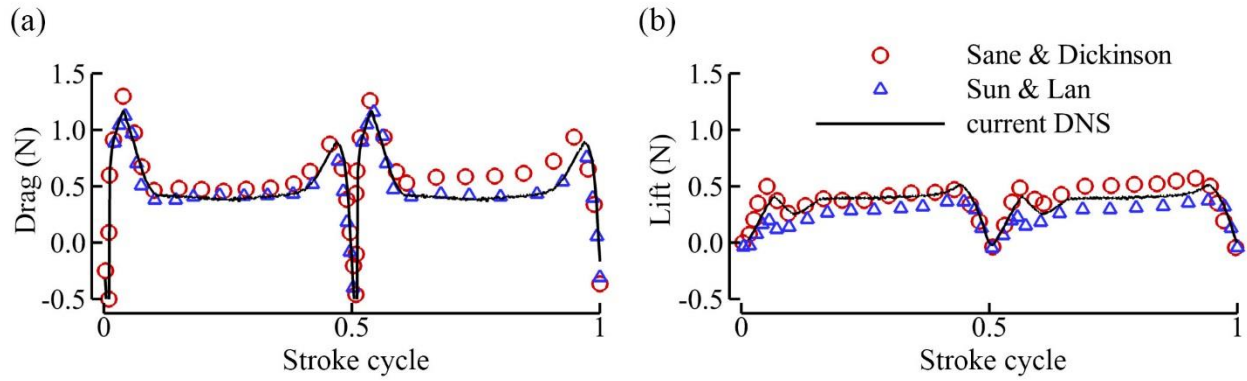 (a)
Drag (N)
1.5
1.0
0.5
0.0
-0.5
0
0.5
1
Stroke cycle
(b)
Sane & Dickinson
Sun & Lan
current DNS
Lift (N)
1.5
1.0
0.5
0.0
-0.5
0
0.5
1
Stroke cycle